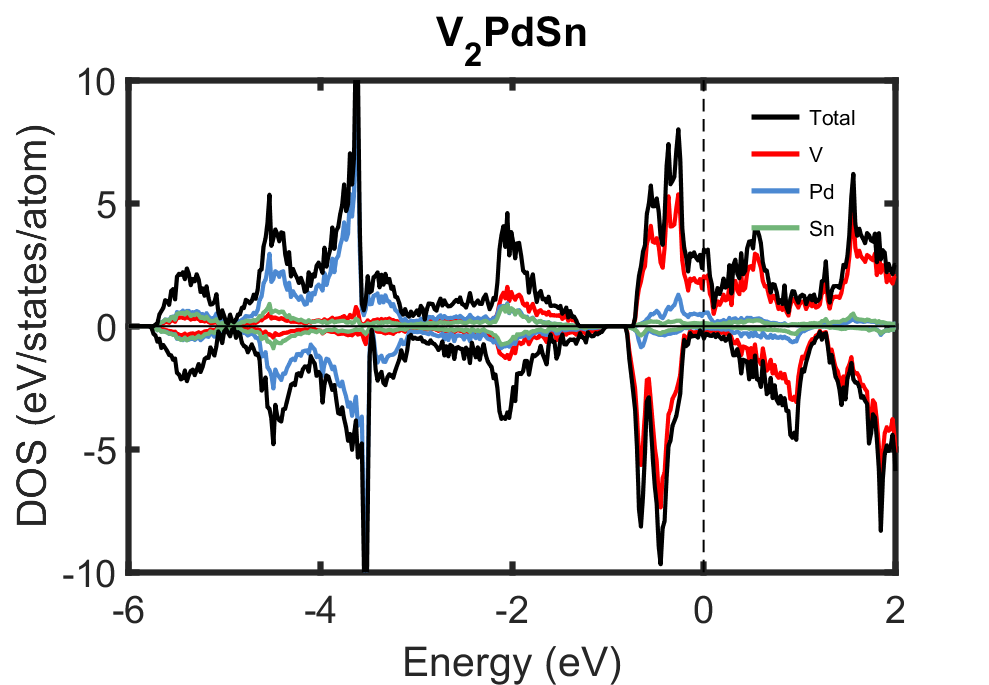 V2PdSn
10
5
0
-5
-10
DOS (eV/states/atom)
Total
V
Pd
Sn
-6 -4 -2 0 2
Energy (eV)